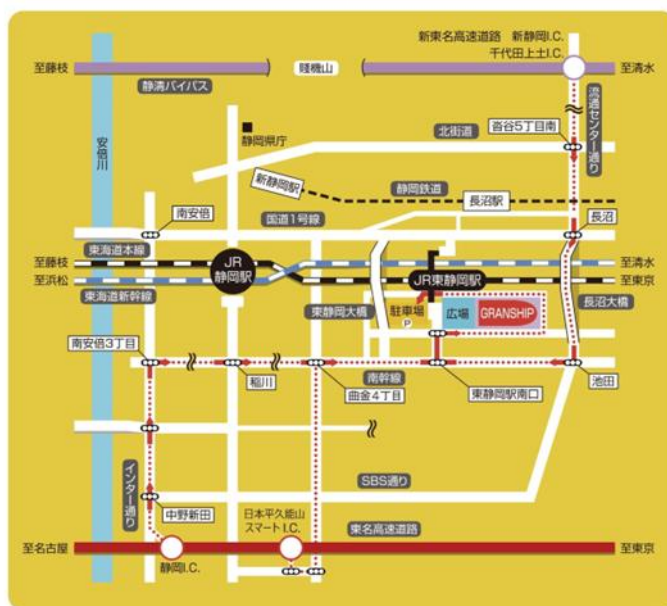 新東名高速道路 新静岡I.C.
千代田上土I.C.
至藤枝
賤機山
至清水
静清バイパス
流通センター通り
安倍川
静岡県庁
北街道
沓谷5丁目南
新静岡駅
静岡鉄道
長沼駅
南安倍
国道1号線
長沼
東海道本線
至藤枝
JR
静岡駅
JR東静岡駅
至清水
至浜松
至東京
東海道新幹線
東静岡大橋
駐車場
P
広場
GRANSHIP
長沼大橋
南安倍3丁目
稲川
南幹線
曲金4丁目
東静岡駅南口
池田
インター通り
SBS通り
中野新田
日本平久能山
スマートI.C.
東名高速道路
至名古屋
至東京
静岡I.C.